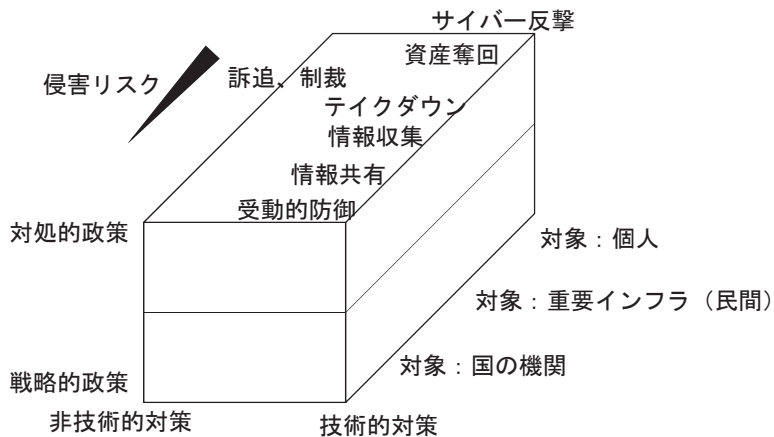 サイバー反撃
資産奪回
侵害リスク
訴追、制裁
テイクダウン
情報収集
情報共有
受動的防御
対処的政策
対象：個人
対象：重要インフラ（民間）
対象：国の機関
戦略的政策
非技術的対策
技術的対策